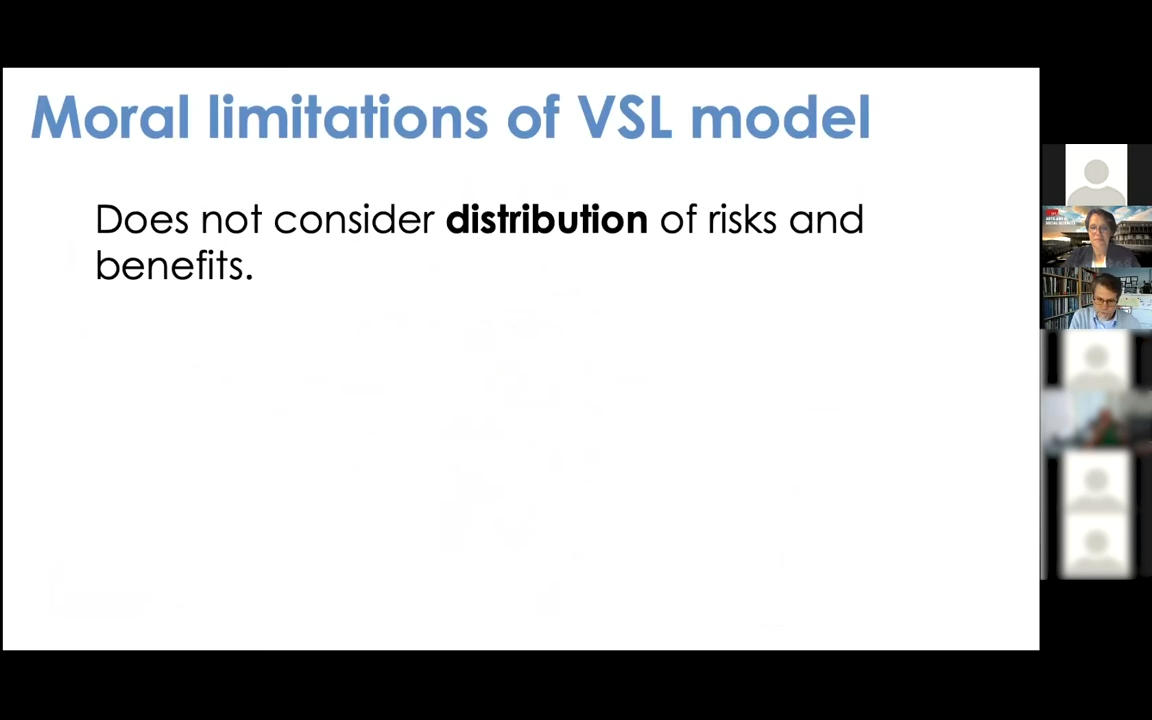 Moral limitations of VSL model
Does not consider distribution of risks and
benefits.